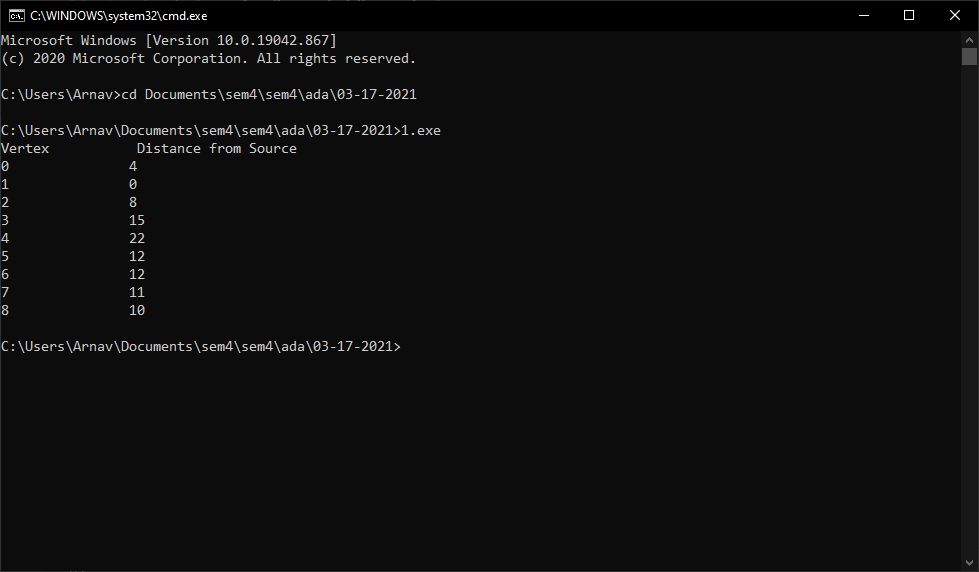 C:\WINDOWS\system32\cmd.exe
Microsoft Windows [Version 10.0.19042.867]
(c) 2020 Microsoft Corporation. All rights reserved.
C:\Users\Arnav>cd Documents\sem4\sem4\ada\03-17-2021
C:\Users\Arnav\Documents\sem4\sem4\ada\03-17-2021>1.exe
Vertex           Distance from Source
0               4
1               0
2               8
3               15
4               22
5               12
6               12
7               11
8               10
C:\Users\Arnav\Documents\sem4\sem4\ada\03-17-2021>